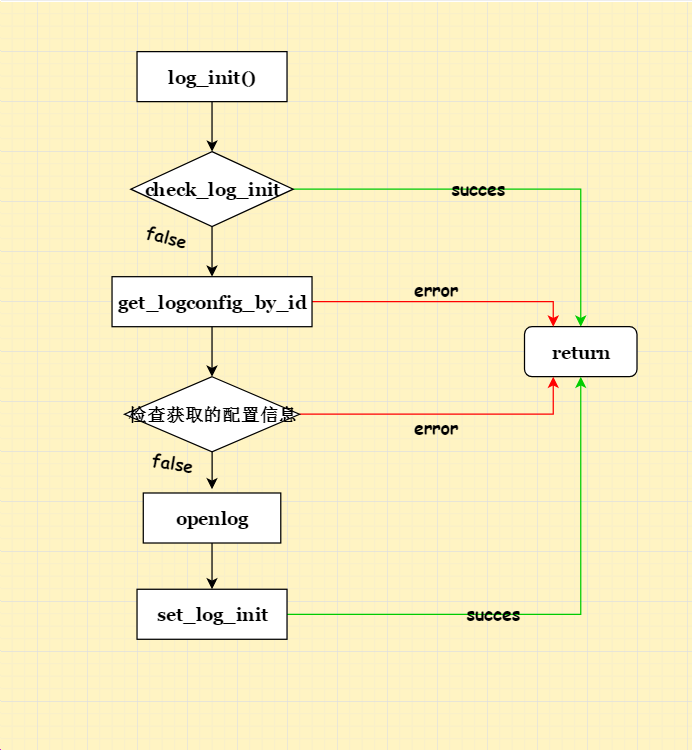 log_init()
check_log_init
succes
false
get_logconfig_by_id
error
return
检查获取的配置信息
error
false
openlog
set_log_init
succes